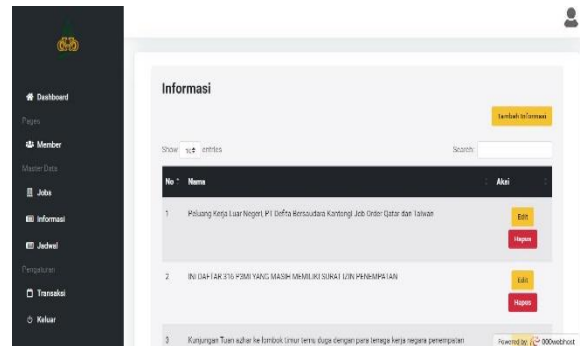 Informasi
Dashboard
Pages
Tambah Informasi
Member
Show 10 entries
Search:
Master Data
No Nama Aksi
Jobs
Informasi
1 Peluang Kerja Luar Negeri, PT Defita Bersaudara Kantongi Job Order Qatar dan Taiwan
Edit
Hapus
Jadwal
Pengaturan
2 INI DAFTAR 316 P3MI YANG MASIH MEMILIKI SURAT IZIN PENEMPATAN
Edit
Hapus
Transaksi
Keluar
3 Kunjungan Tuan azhar ke lombok timur temu duga dengan para tenaga kerja negara penempatan
Powered by 000webhost